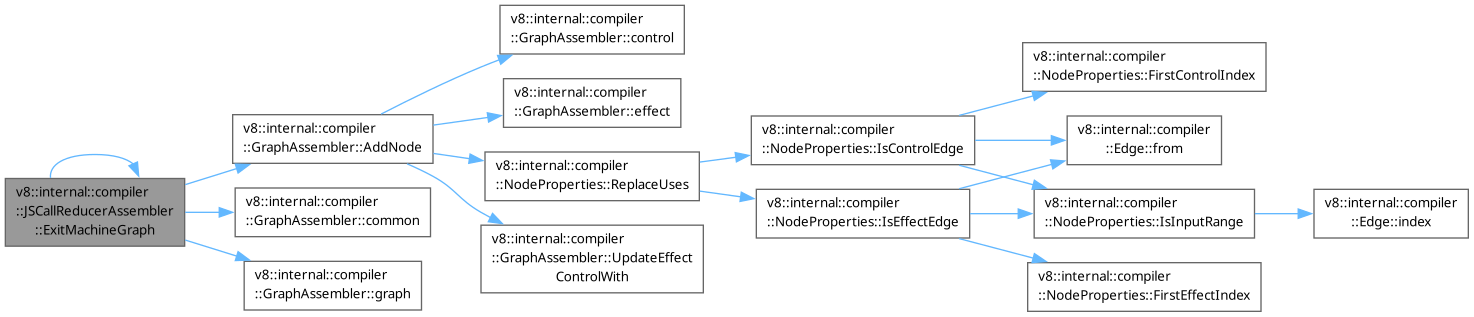 v8::internal::compiler
::JSCallReducerAssembler
::ExitMachineGraph
v8::internal::compiler
::GraphAssembler::AddNode
v8::internal::compiler
::GraphAssembler::common
v8::internal::compiler
::GraphAssembler::graph
v8::internal::compiler
::GraphAssembler::control
v8::internal::compiler
::GraphAssembler::effect
v8::internal::compiler
::NodeProperties::ReplaceUses
v8::internal::compiler
::GraphAssembler::UpdateEffect
ControlWith
v8::internal::compiler
::NodeProperties::IsControlEdge
v8::internal::compiler
::NodeProperties::IsEffectEdge
v8::internal::compiler
::NodeProperties::FirstControlIndex
v8::internal::compiler
::Edge::from
v8::internal::compiler
::NodeProperties::IsInputRange
v8::internal::compiler
::NodeProperties::FirstEffectIndex
v8::internal::compiler
::Edge::index